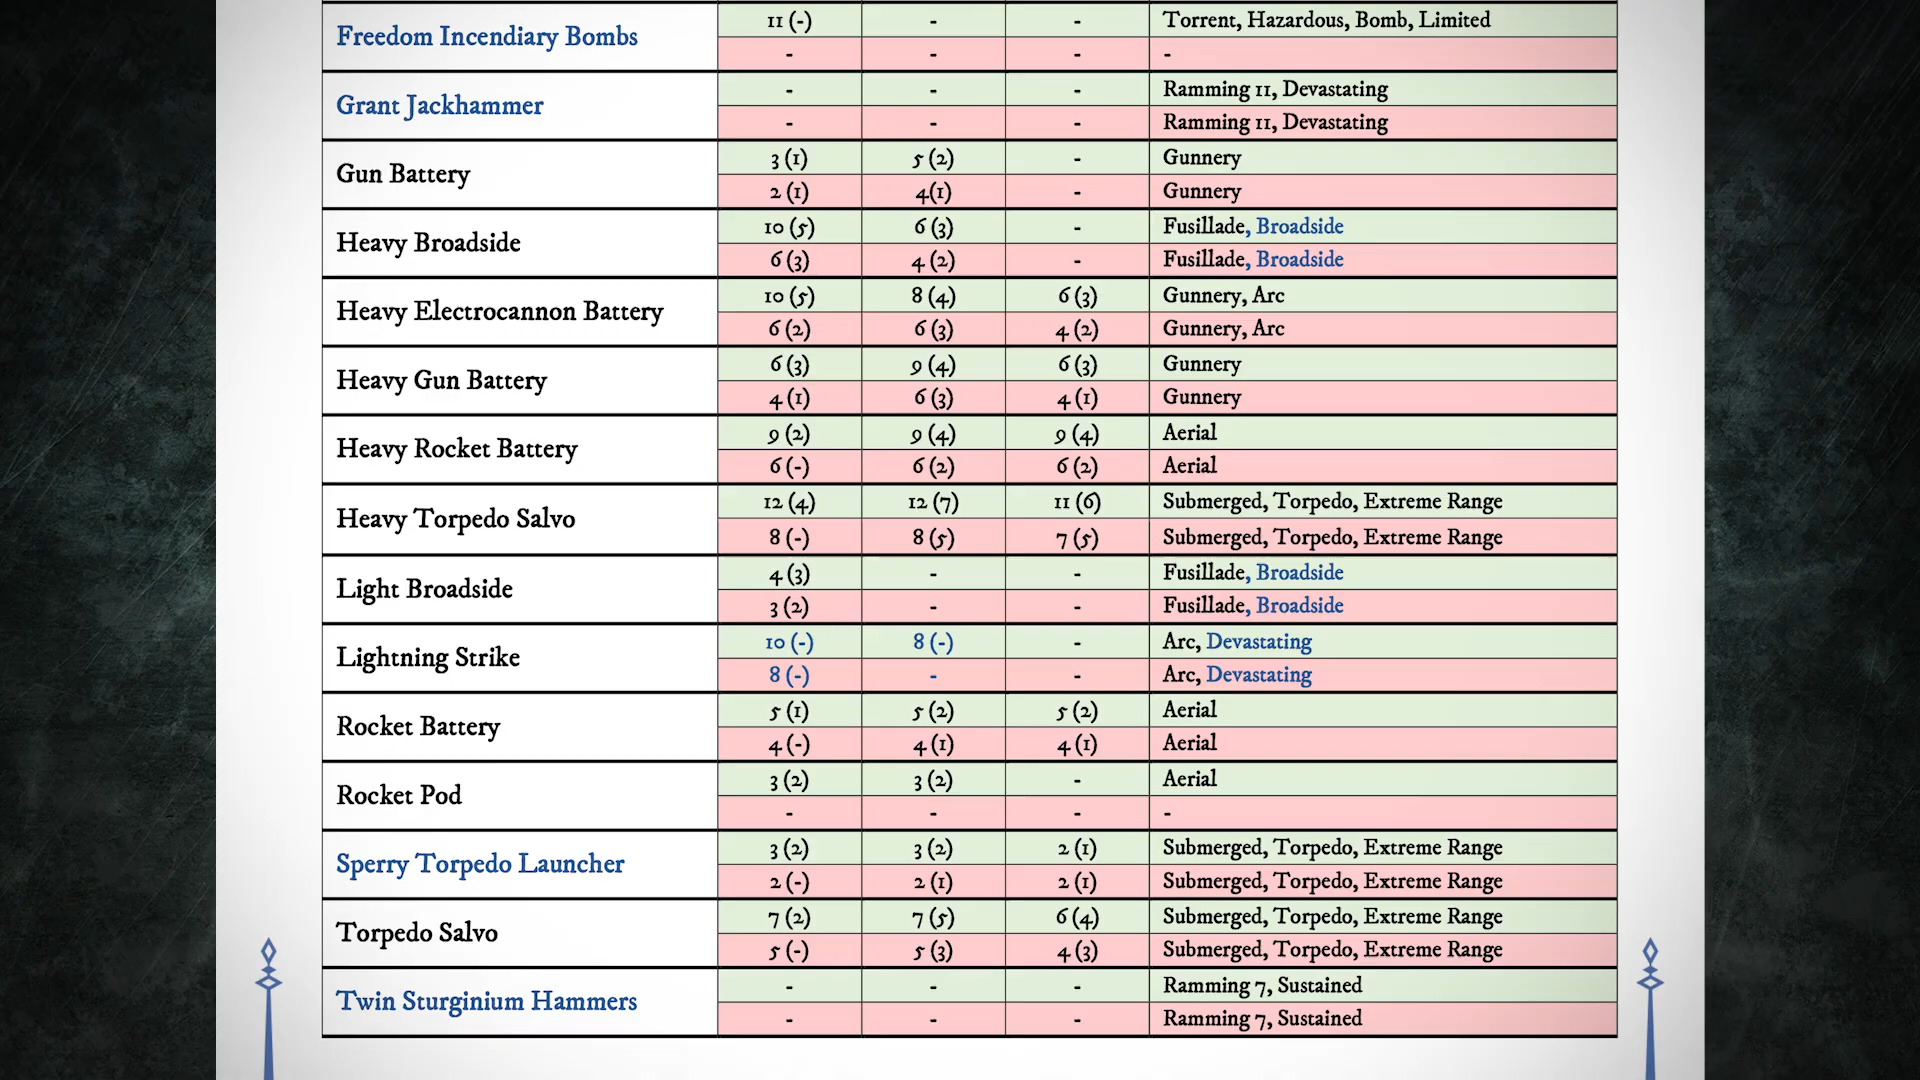 Freedom Incendiary Bombs
11 (-) - - Torrent, Hazardous, Bomb, Limited
- - - -
Grant Jackhammer
- - - Ramming 11, Devastating
- - - Ramming 11, Devastating
Gun Battery
3 (1) 5 (2) - Gunnery
2 (1) 4(1) - Gunnery
Heavy Broadside
10 (5) 6 (3) - Fusillade, Broadside
6 (3) 4 (2) - Fusillade, Broadside
Heavy Electrocannon Battery
10 (5) 8 (4) 6 (3) Gunnery, Arc
6 (2) 6 (3) 4 (2) Gunnery, Arc
Heavy Gun Battery
6 (3) 9 (4) 6 (3) Gunnery
4 (1) 6 (3) 4 (1) Gunnery
Heavy Rocket Battery
9 (2) 9 (4) 9 (4) Aerial
6 (-) 6 (2) 6 (2) Aerial
Heavy Torpedo Salvo
12 (4) 12 (7) 11 (6) Submerged, Torpedo, Extreme Range
8 (-) 8 (5) 7 (5) Submerged, Torpedo, Extreme Range
Light Broadside
4 (3) - - Fusillade, Broadside
3 (2) - - Fusillade, Broadside
Lightning Strike
10 (-) 8 (-) - Arc, Devastating
8 (-) - - Arc, Devastating
Rocket Battery
5 (1) 5 (2) 5 (2) Aerial
4 (-) 4 (1) 4 (1) Aerial
Rocket Pod
3 (2) 3 (2) - Aerial
- - - -
Sperry Torpedo Launcher
3 (2) 3 (2) 2 (1) Submerged, Torpedo, Extreme Range
2 (-) 2 (1) 2 (1) Submerged, Torpedo, Extreme Range
Torpedo Salvo
7 (2) 7 (5) 6 (4) Submerged, Torpedo, Extreme Range
5 (-) 5 (3) 4 (3) Submerged, Torpedo, Extreme Range
Twin Sturginium Hammers
- - - Ramming 7, Sustained
- - - Ramming 7, Sustained